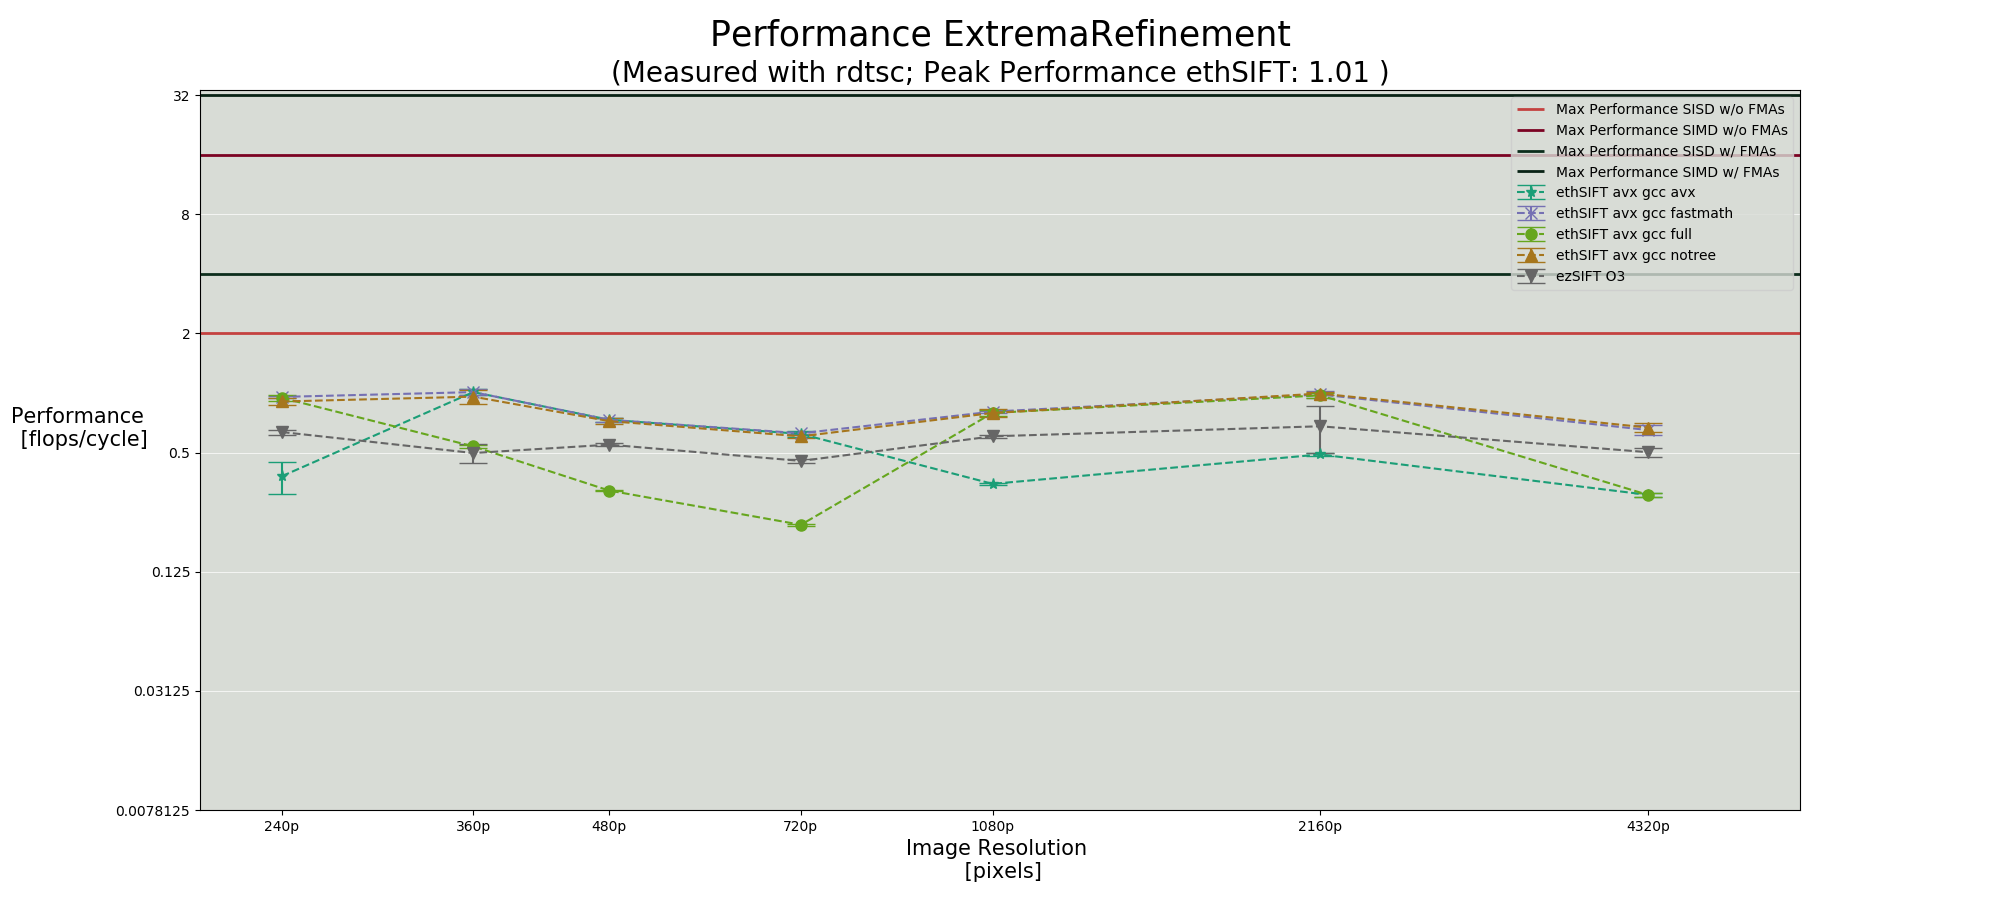 Performance ExtremaRefinement
(Measured with rdtsc; Peak Performance ethSIFT: 1.01 )
32
8
2
0.5
0.125
0.03125
0.0078125
Performance
[flops/cycle]
Max Performance SISD w/o FMAs
Max Performance SIMD w/o FMAs
Max Performance SISD w/ FMAs
Max Performance SIMD w/ FMAs
ethSIFT avx gcc avx
ethSIFT avx gcc fastmath
ethSIFT avx gcc full
ethSIFT avx gcc notree
ezSIFT O3
240p 360p 480p 720p 1080p 2160p 4320p
Image Resolution
[pixels]